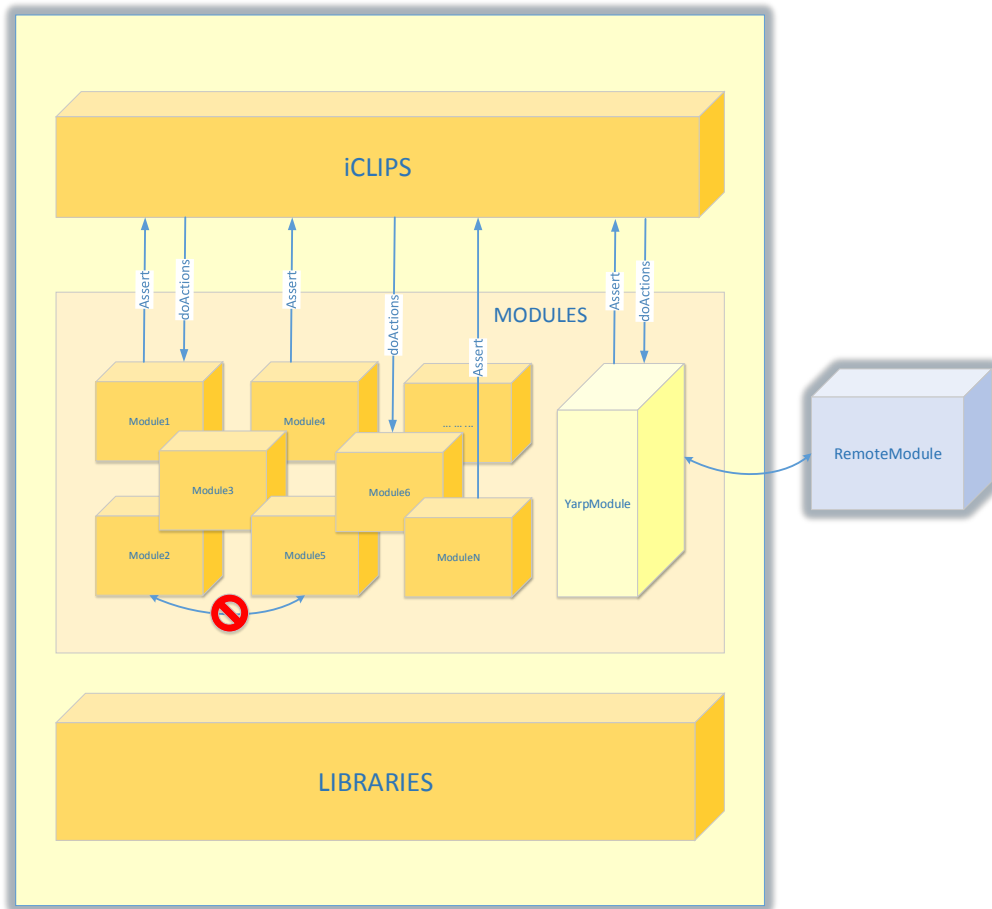 iCLIPS
Assert
doActions
Assert
doActions
Assert
Assert
doActions
MODULES
Module1
Module4
... ... ...
Module3
Module6
YarpModule
RemoteModule
Module2
Module5
ModuleN
LIBRARIES